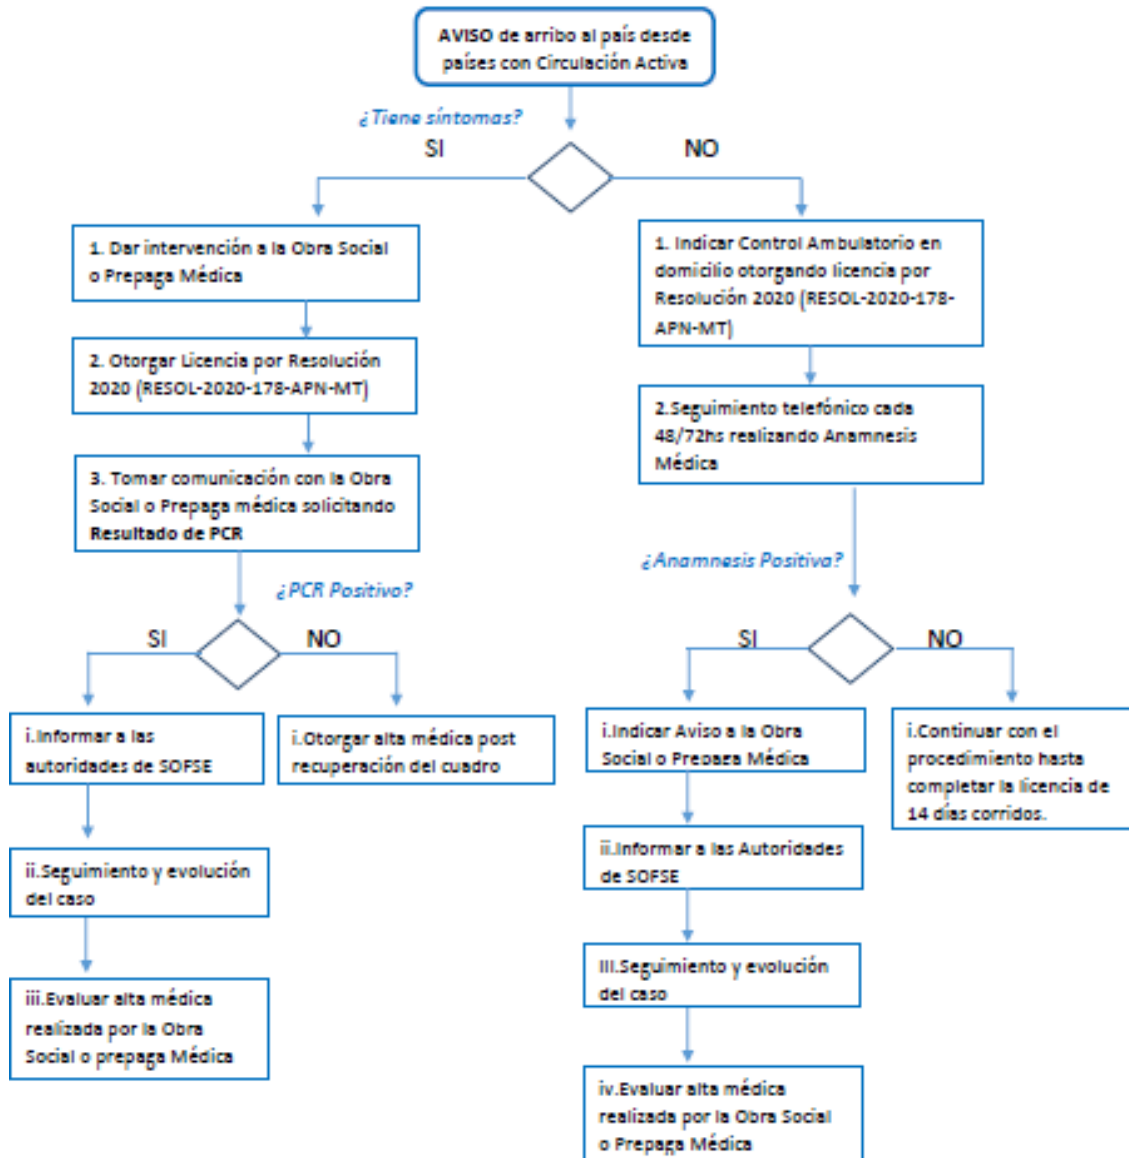 AVISO de arribo al país desde
países con Circulación Activa
¿Tiene síntomas?
SI
NO
1. Dar intervención a la Obra Social
o Prepaga Médica
2. Otorgar Licencia por Resolución
2020 (RESOL-2020-178-APN-MT)
3. Tomar comunicación con la Obra
Social o Prepaga médica solicitando
Resultado de PCR
¿PCR Positivo?
SI
NO
i.Informar a las
autoridades de SOFSE
ii.Seguimiento y evolución
del caso
iii.Evaluar alta médica
realizada por la Obra
Social o prepaga Médica
i.Otorgar alta médica post
recuperación del cuadro
1. Indicar Control Ambulatorio en
domicilio otorgando licencia por
Resolución 2020 (RESOL-2020-178-
APN-MT)
2.Seguimiento telefónico cada
48/72hs realizando Anamnesis
Médica
¿Anamnesis Positiva?
SI
NO
i.Indicar Aviso a la Obra
Social o Prepaga Médica
ii.Informar a las Autoridades
de SOFSE
III.Seguimiento y evolución
del caso
iv.Evaluar alta médica
realizada por la Obra Social
o Prepaga Médica
i.Continuar con el
procedimiento hasta
completar la licencia de
14 días corridos.